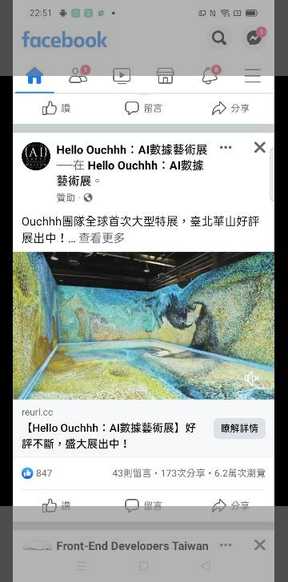 22:51
facebook
讚 留言 分享
Hello Ouchhh：AI數據藝術展
——在 Hello Ouchhh：AI數據
藝術展。
贊助 ·
Ouchhh團隊全球首次大型特展，臺北華山好評
展出中！... 查看更多
reurl.cc
【Hello Ouchhh：AI數據藝術展】好
評不斷，盛大展出中！
瞭解詳情
847 43則留言 · 173次分享 · 6.2萬次瀏覽
讚 留言 分享
Front-End Developers Taiwan